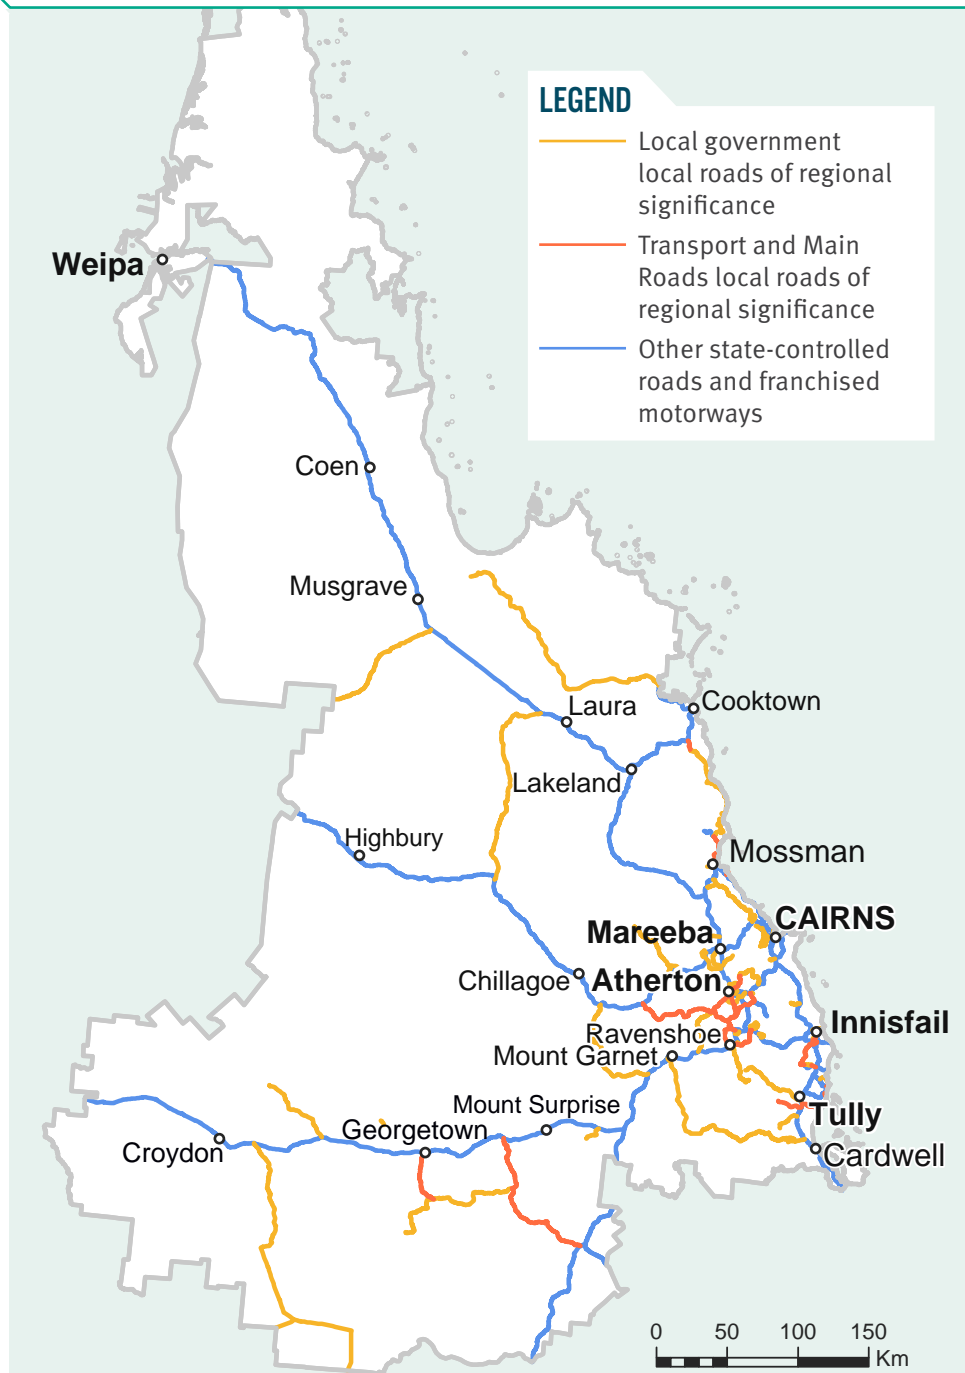 LEGEND
Local government
local roads of regional
significance
Transport and Main
Roads local roads of
regional significance
Other state-controlled
roads and franchised
motorways
Weipa
Coen
Musgrave
Laura
Cooktown
Lakeland
Highbury
Mossman
CAIRNS
Mareeba
Chillagoe
Atherton
Innisfail
Ravenshoe
Mount Garnet
Mount Surprise
Tully
Georgetown
Croydon
Cardwell
0 50 100 150
Km